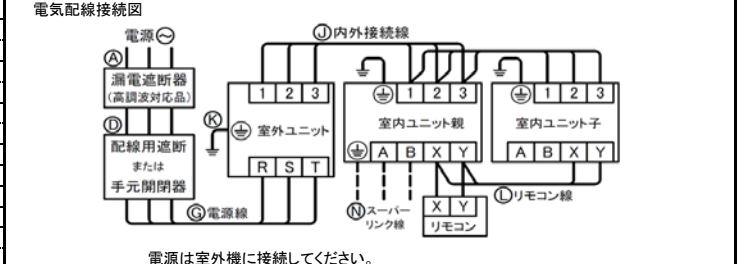 電気配線接続図
電源
Ⓙ内外接続線
Ⓐ
漏電遮断器
(高調波対応品)
Ⓓ
配線用遮断
または
手元開閉器
Ⓖ電源線
Ⓚ
1 2 3
室外ユニット
R S T
1 2 3
室内ユニット親
A B X Y
1 2 3
室内ユニット子
A B X Y
Ⓝスーパー
リンク線
X Y
リモコン
Ⓛリモコン線
電源は室外機に接続してください。